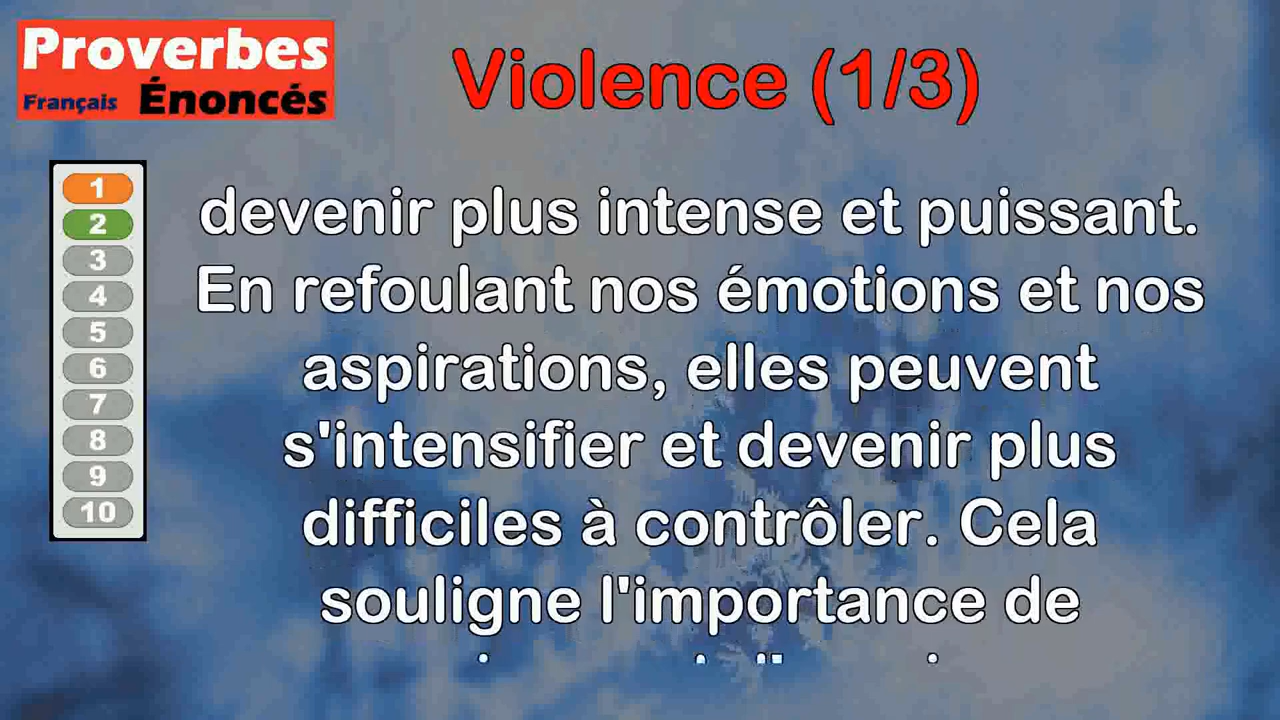 Proverbes
Français Énoncés
Violence (1/3)
1
2
3
4
5
6
7
8
9
10
devenir plus intense et puissant.
En refoulant nos émotions et nos
aspirations, elles peuvent
s'intensifier et devenir plus
difficiles à contrôler. Cela
souligne l'importance de